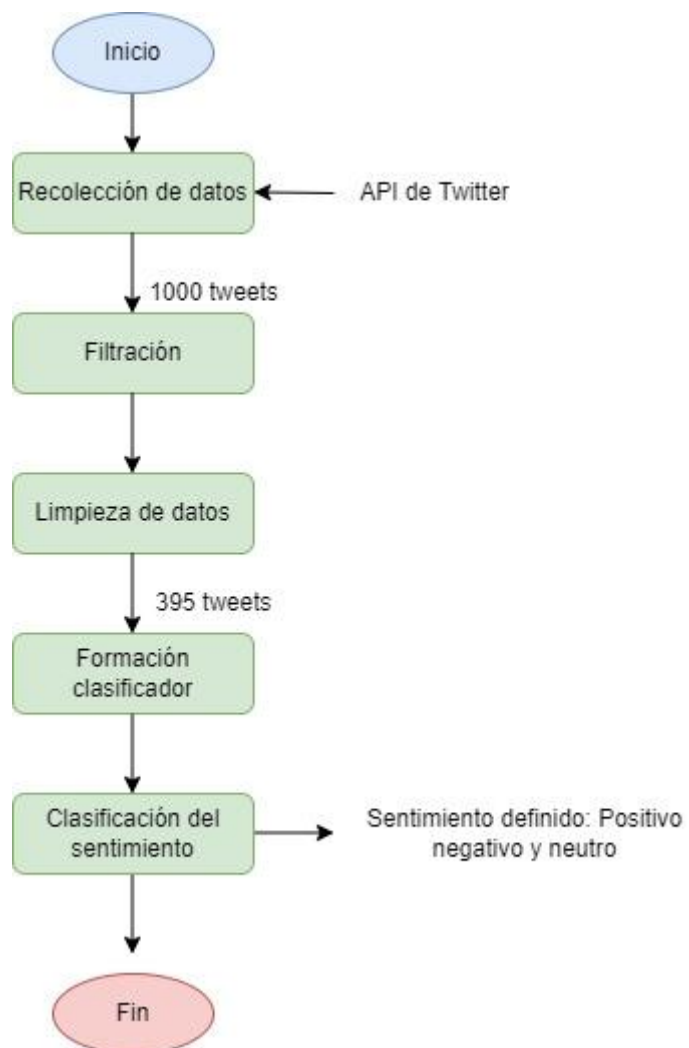 Inicio
Recolección de datos
API de Twitter
1000 tweets
Filtración
Limpieza de datos
395 tweets
Formación
clasificador
Clasificación del
sentimiento
Sentimiento definido: Positivo
negativo y neutro
Fin